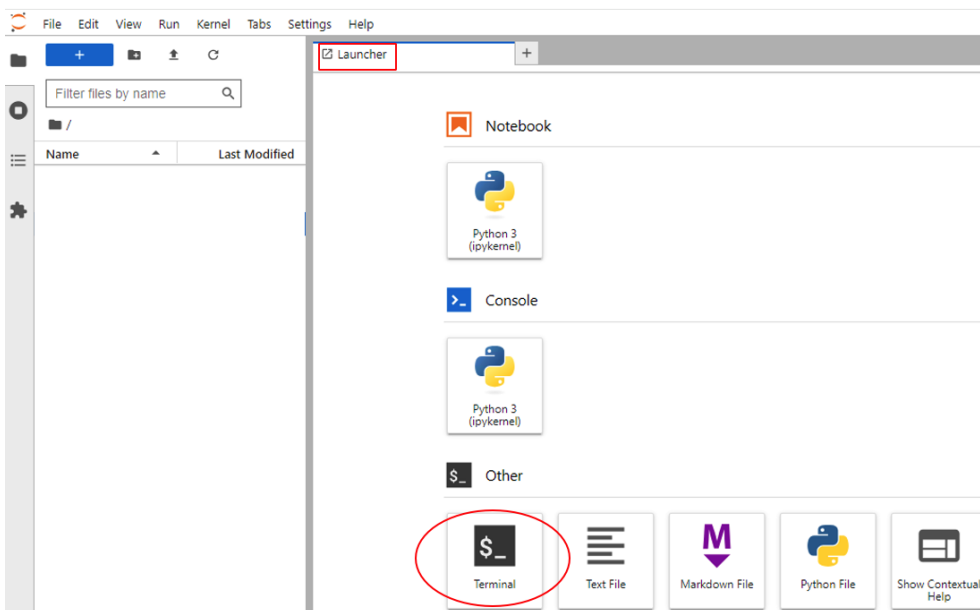 File Edit View Run Kernel Tabs Settings Help
+
Filter files by name
/
Name Last Modified
Launcher
+
Notebook
Python 3
(ipykernel)
>_ Console
Python 3
(ipykernel)
$_ Other
$_
Terminal
Text File
M
Markdown File
Python File
Show Contextual
Help